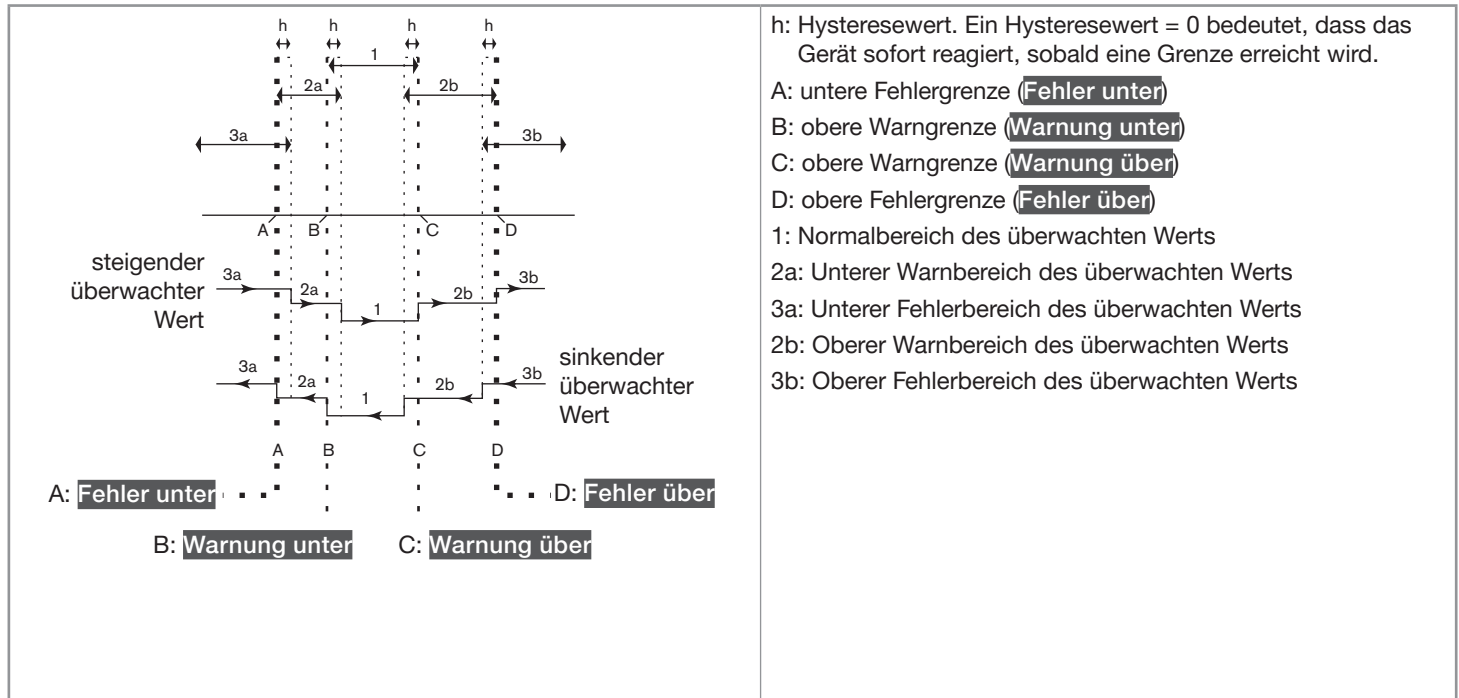 h h h h
1
2a 2b
3a 3b
A B C D
steigender
überwachter
Wert
3a 2a 1 2b 3b
sinkender
überwachter
Wert
3a 2a 1 2b 3b
A B C D
A: Fehler unter D: Fehler über
B: Warnung unter C: Warnung über
h: Hysteresewert. Ein Hysteresewert = 0 bedeutet, dass das
Gerät sofort reagiert, sobald eine Grenze erreicht wird.
A: untere Fehlergrenze (Fehler unter)
B: obere Warngrenze (Warnung unter)
C: obere Warngrenze (Warnung über)
D: obere Fehlergrenze (Fehler über)
1: Normalbereich des überwachten Werts
2a: Unterer Warnbereich des überwachten Werts
3a: Unterer Fehlerbereich des überwachten Werts
2b: Oberer Warnbereich des überwachten Werts
3b: Oberer Fehlerbereich des überwachten Werts